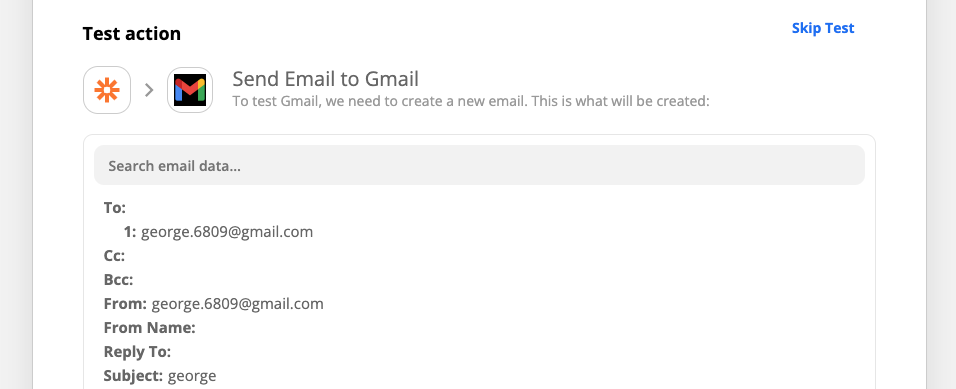 Test action
Skip Test
Send Email to Gmail
To test Gmail, we need to create a new email. This is what will be created:
Search email data...
To:
1: george.6809@gmail.com
Cc:
Bcc:
From: george.6809@gmail.com
From Name:
Reply To:
Subject: george